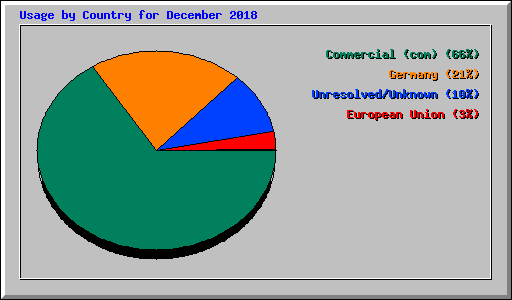 Usage by Country for December 2018
Commercial (com) (66%)
Germany (21%)
Unresolved/Unknown (10%)
European Union (3%)